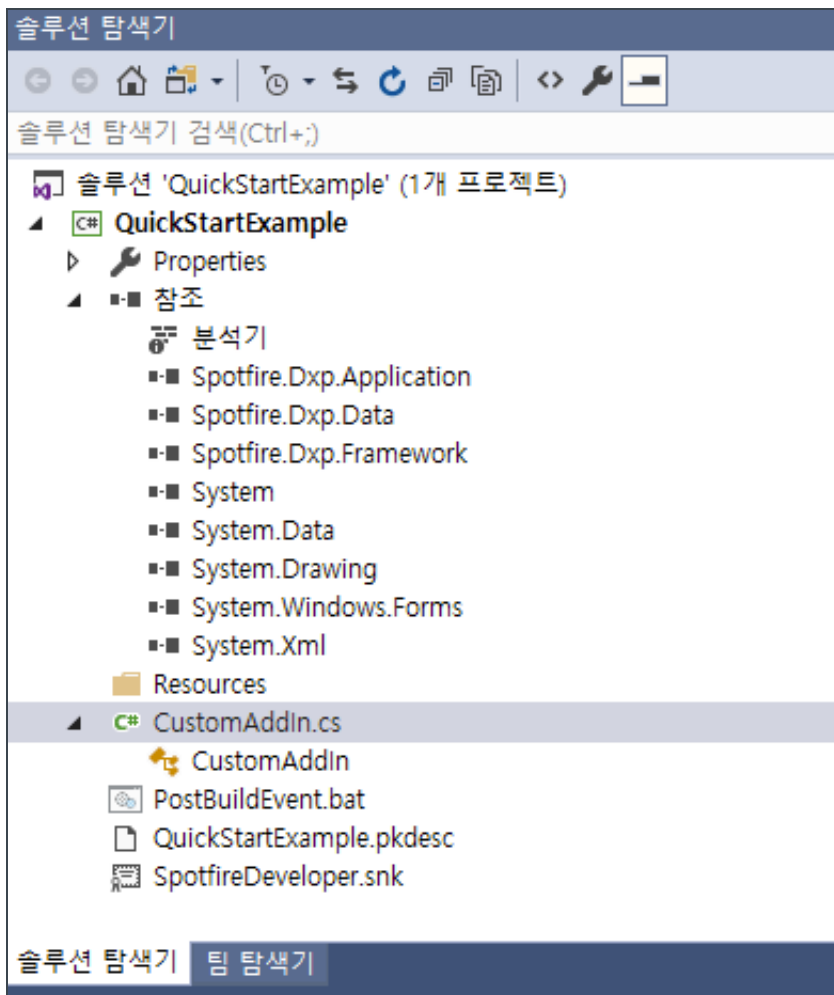 솔루션 탐색기
솔루션 탐색기 검색(Ctrl+;)
솔루션 'QuickStartExample' (1개 프로젝트)
C# QuickStartExample
Properties
참조
분석기
Spotfire.Dxp.Application
Spotfire.Dxp.Data
Spotfire.Dxp.Framework
System
System.Data
System.Drawing
System.Windows.Forms
System.Xml
Resources
C# CustomAddIn.cs
CustomAddIn
PostBuildEvent.bat
QuickStartExample.pkdesc
SpotfireDeveloper.snk
솔루션 탐색기 팀 탐색기